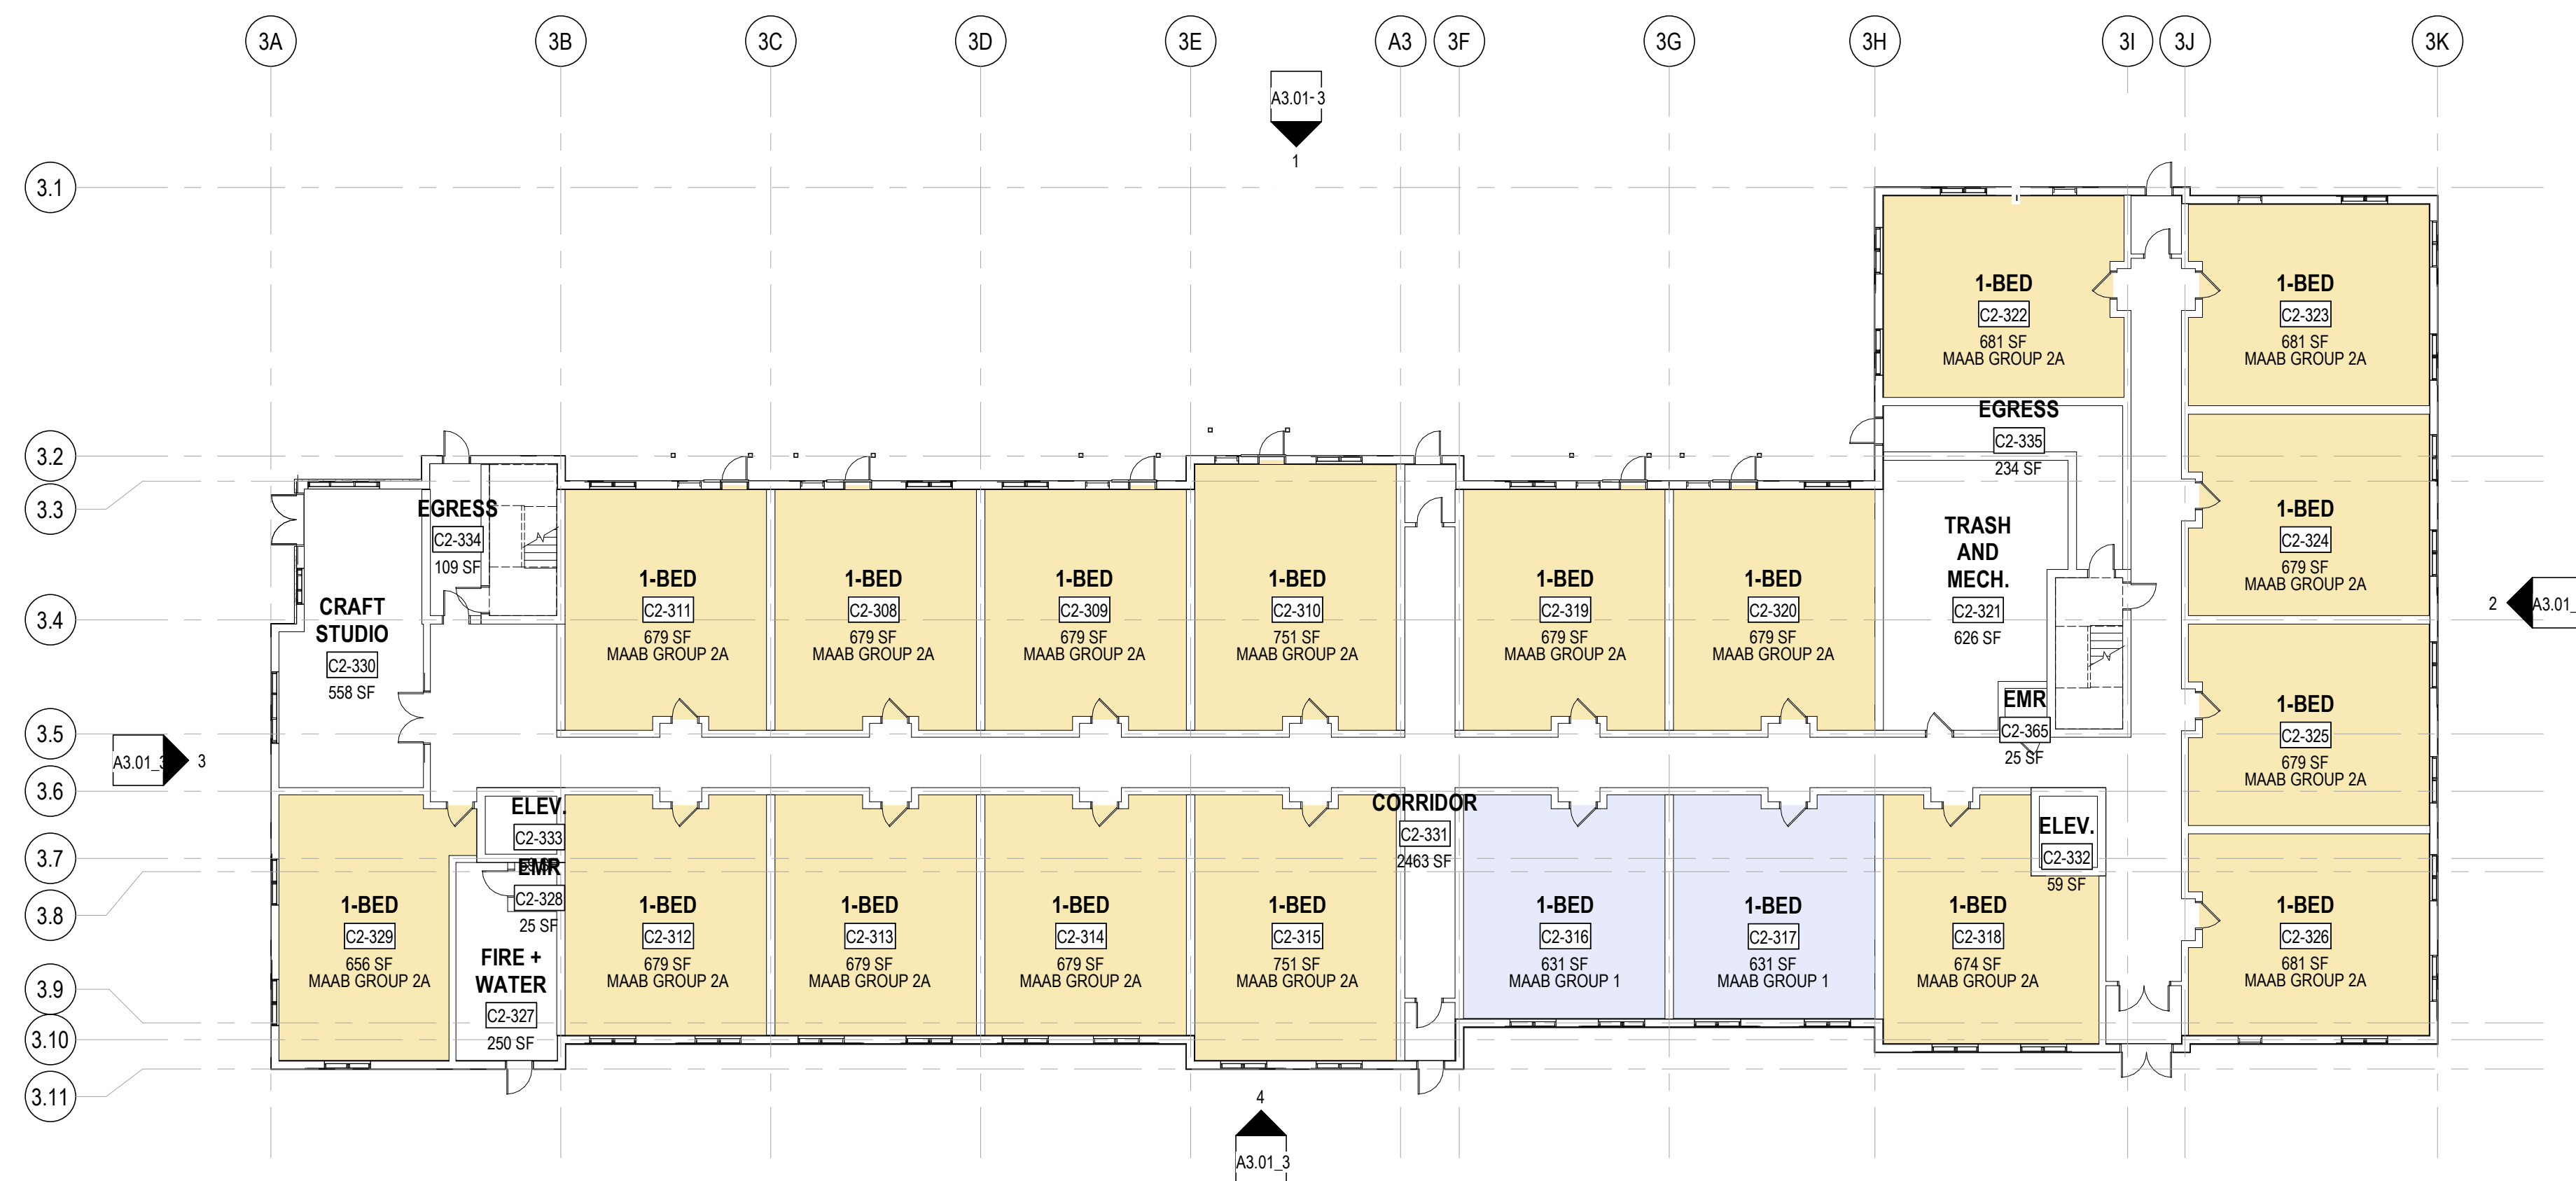 3A
3B
3C
3D
3E
A3
3F
3G
3H
3I
3J
3K
A3.01- 3
1
3.1
3.2
3.3
3.4
3.5
3.6
3.7
3.8
3.9
3.10
3.11
1-BED
C2-322
681 SF
MAAB GROUP 2A
1-BED
C2-323
681 SF
MAAB GROUP 2A
EGRESS
C2-335
234 SF
EGRESS
C2-334
109 SF
CRAFT
STUDIO
C2-330
558 SF
1-BED
C2-311
679 SF
MAAB GROUP 2A
1-BED
C2-308
679 SF
MAAB GROUP 2A
1-BED
C2-309
679 SF
MAAB GROUP 2A
1-BED
C2-310
751 SF
MAAB GROUP 2A
1-BED
C2-319
679 SF
MAAB GROUP 2A
1-BED
C2-320
679 SF
MAAB GROUP 2A
TRASH
AND
MECH.
C2-321
626 SF
1-BED
C2-324
679 SF
MAAB GROUP 2A
2
A3.01_
EMR
C2-365
25 SF
1-BED
C2-325
679 SF
MAAB GROUP 2A
A3.01_3
3
ELEV.
C2-333
EMR
C2-328
25 SF
CORRIDOR
C2-331
2463 SF
ELEV.
C2-332
59 SF
1-BED
C2-329
656 SF
MAAB GROUP 2A
FIRE +
WATER
C2-327
250 SF
1-BED
C2-312
679 SF
MAAB GROUP 2A
1-BED
C2-313
679 SF
MAAB GROUP 2A
1-BED
C2-314
679 SF
MAAB GROUP 2A
1-BED
C2-315
751 SF
MAAB GROUP 2A
1-BED
C2-316
631 SF
MAAB GROUP 1
1-BED
C2-317
631 SF
MAAB GROUP 1
1-BED
C2-318
674 SF
MAAB GROUP 2A
1-BED
C2-326
681 SF
MAAB GROUP 2A
4
A3.01_3